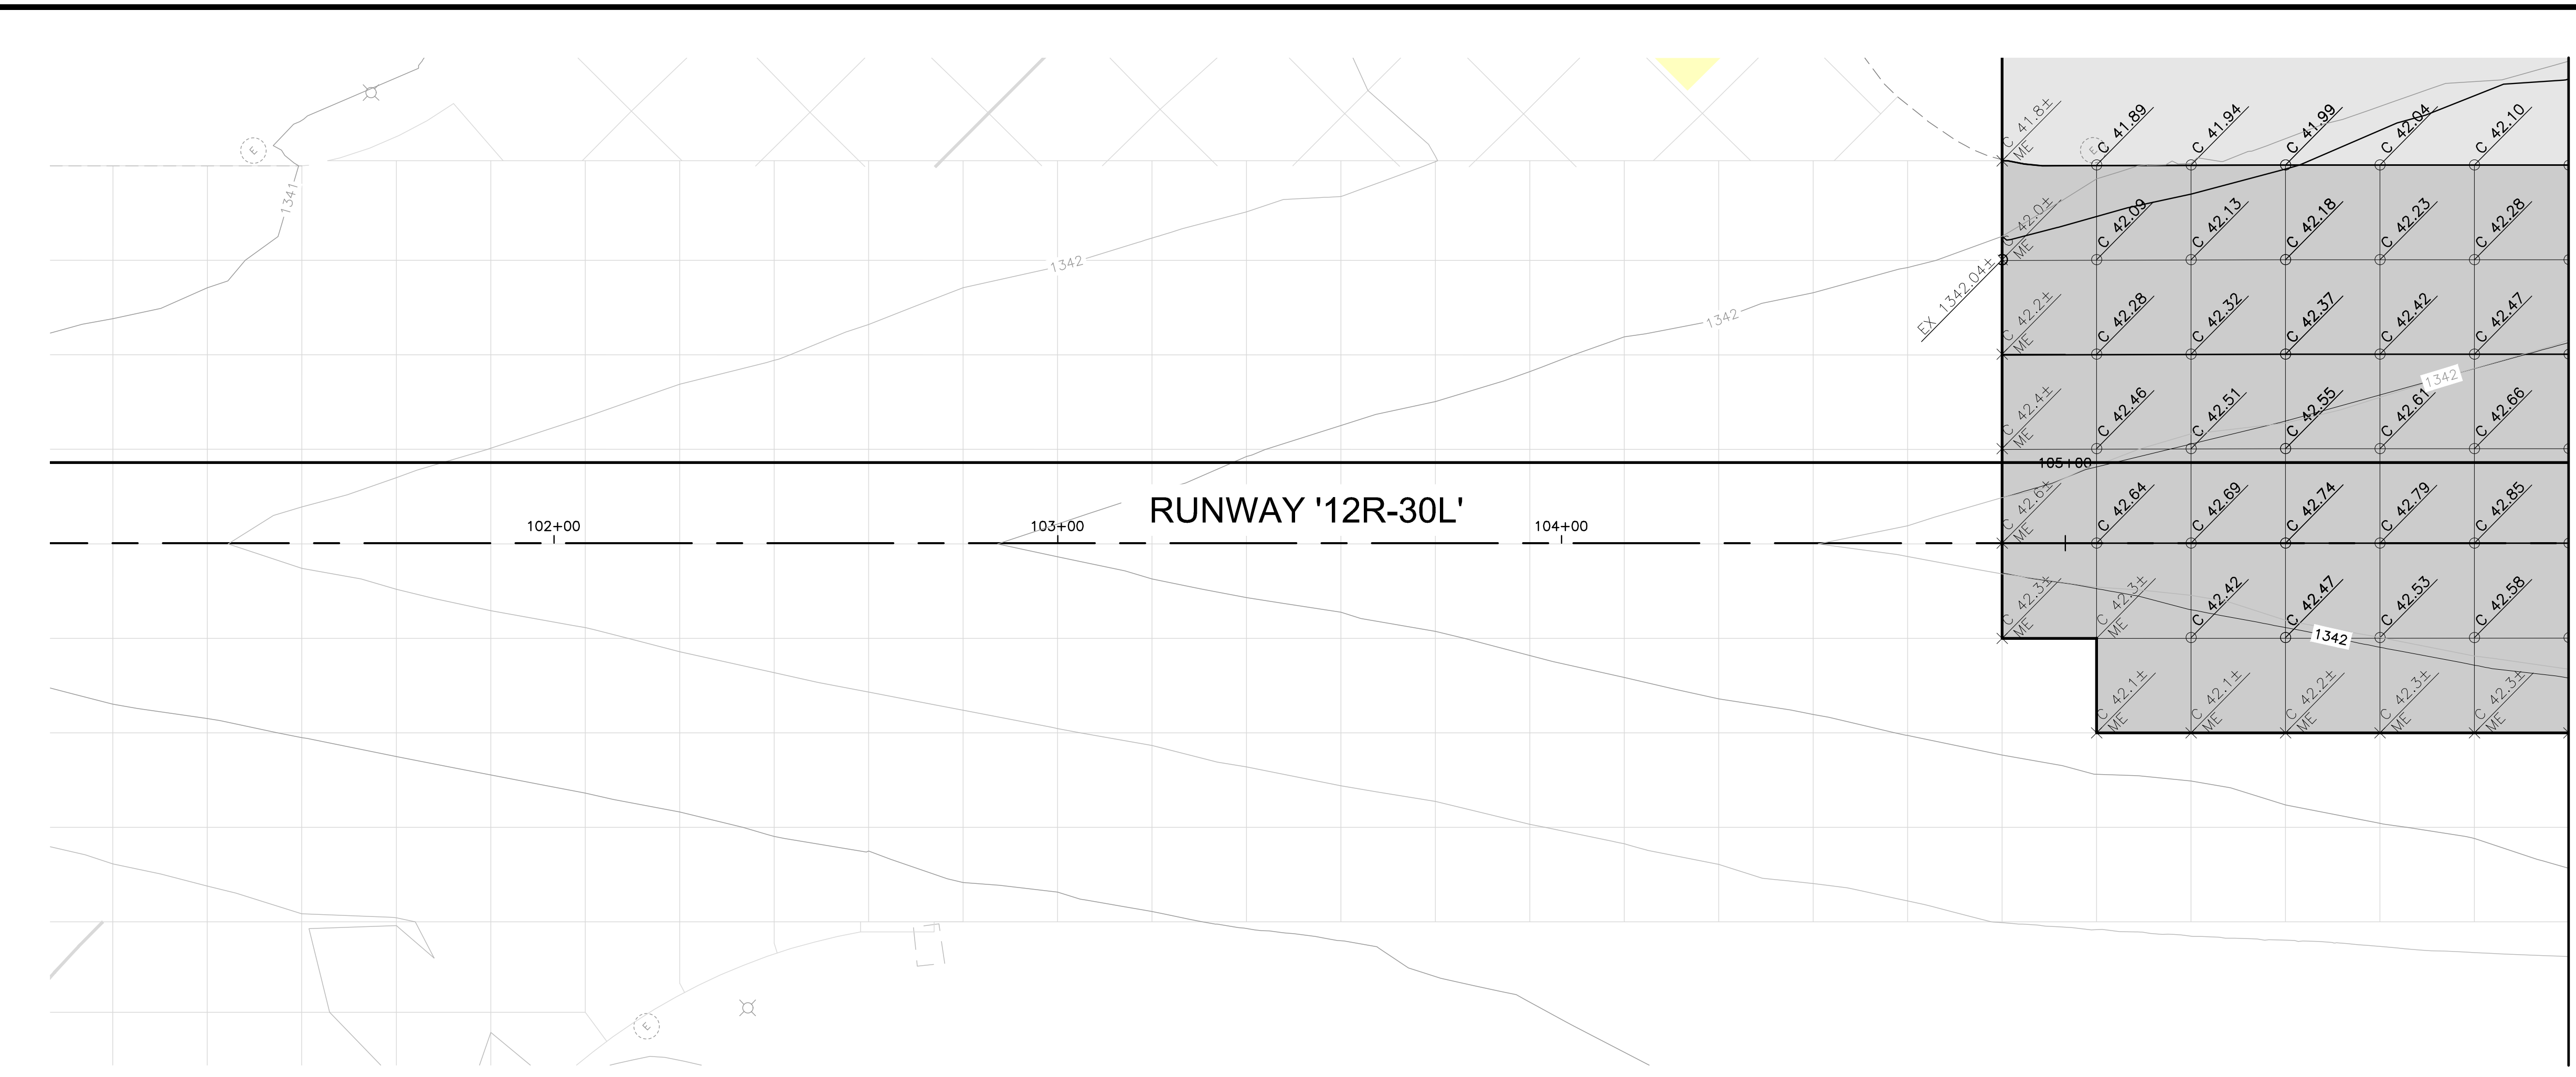 C 41.8±
ME
E
C 41.89
C 41.94
C 41.99
C 42.04
C 42.10
E
1341
C 42.0±
ME
C 42.09
C 42.13
C 42.18
C 42.23
C 42.28
1342
EX 1342.04±
1342
C 42.2±
ME
C 42.28
C 42.32
C 42.37
C 42.42
C 42.47
1342
C 42.4±
ME
C 42.46
C 42.51
C 42.55
C 42.61
C 42.66
105+00
C 42.6±
ME
C 42.64
C 42.69
C 42.74
C 42.79
C 42.85
RUNWAY '12R-30L'
102+00
103+00
104+00
C 42.3±
ME
C 42.3±
ME
C 42.42
C 42.47
C 42.53
C 42.58
1342
C 42.1±
ME
C 42.1±
ME
C 42.2±
ME
C 42.3±
ME
C 42.3±
ME
E